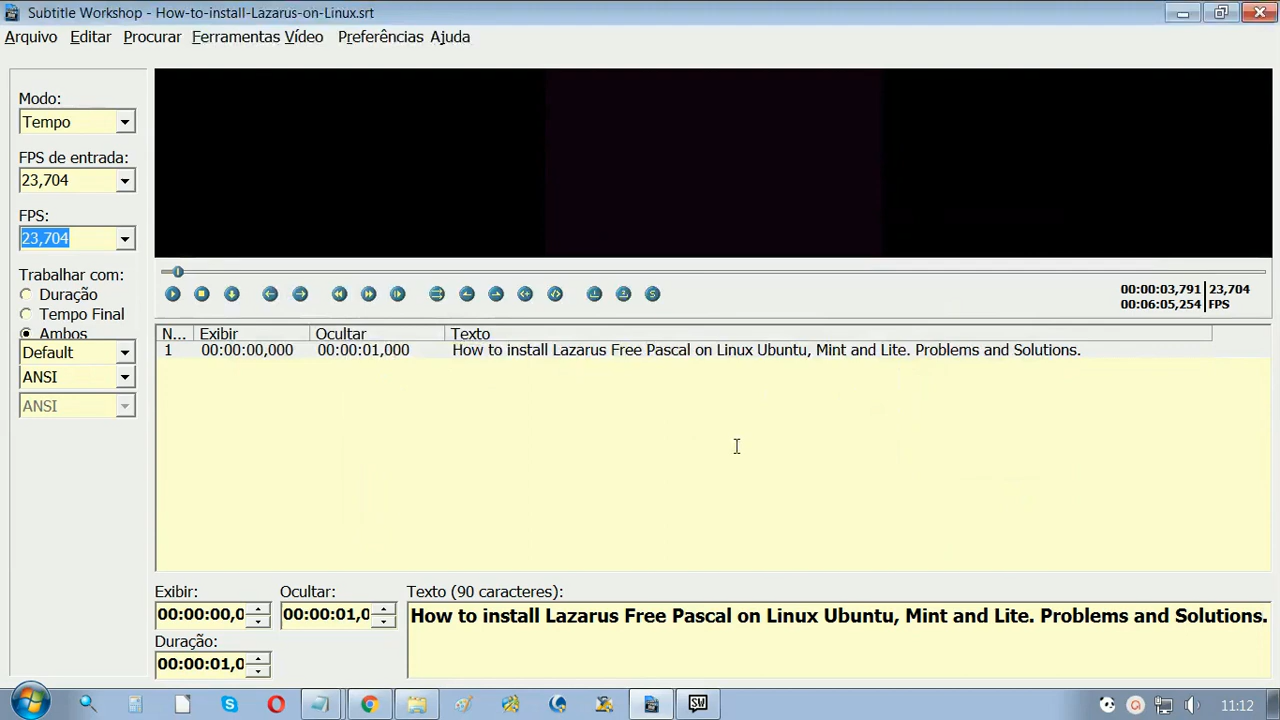 Subtitle Workshop - How-to-install-Lazarus-on-Linux.srt
Arquivo Editar Procurar Ferramentas Vídeo Preferências Ajuda
Modo:
Tempo
FPS de entrada:
23,704
FPS:
23,704
Trabalhar com:
Duração
Tempo Final
Ambos
Default
ANSI
ANSI
00:00:03,791 23,704
00:06:05,254 FPS
N... Exibir Ocultar Texto
1 00:00:00,000 00:00:01,000 How to install Lazarus Free Pascal on Linux Ubuntu, Mint and Lite. Problems and Solutions.
Exibir: Ocultar: Texto (90 caracteres):
00:00:00,0 00:00:01,0 How to install Lazarus Free Pascal on Linux Ubuntu, Mint and Lite. Problems and Solutions.
Duração:
00:00:01,0
SW
11:12